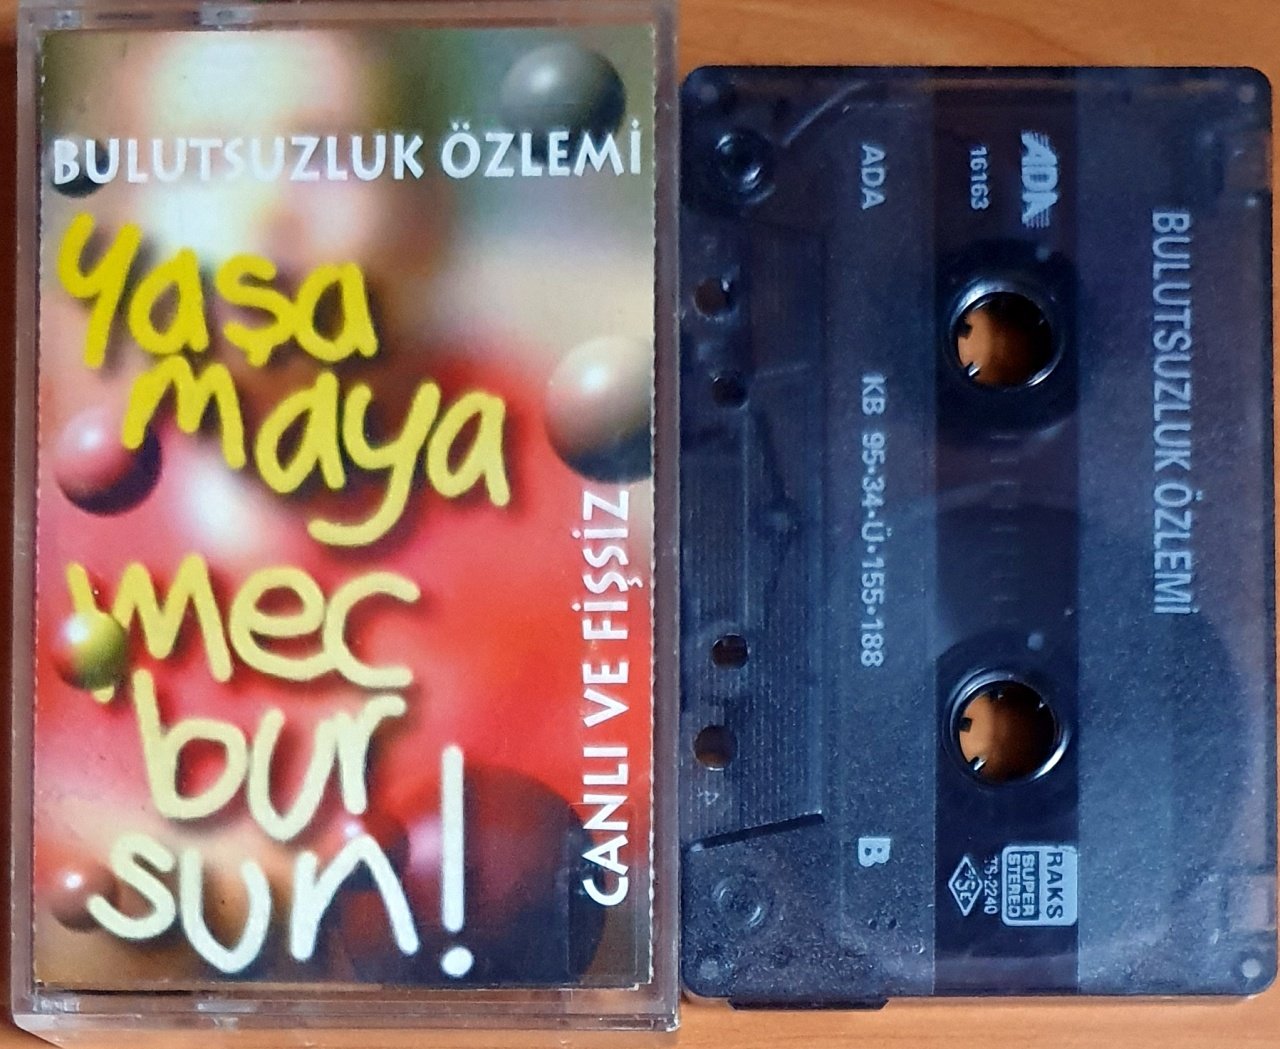 BULUTSUZLUK ÖZLEMİ
yaşa
maya
mec
bur
sun!
CANLI VE FİŞSİZ
BULUTSUZLUK ÖZLEMİ
ADA
16163
ADA
KB 95·34·Ü·155·188
B
RAKS
SUPER
STEREO
TS·2240
TSE
A